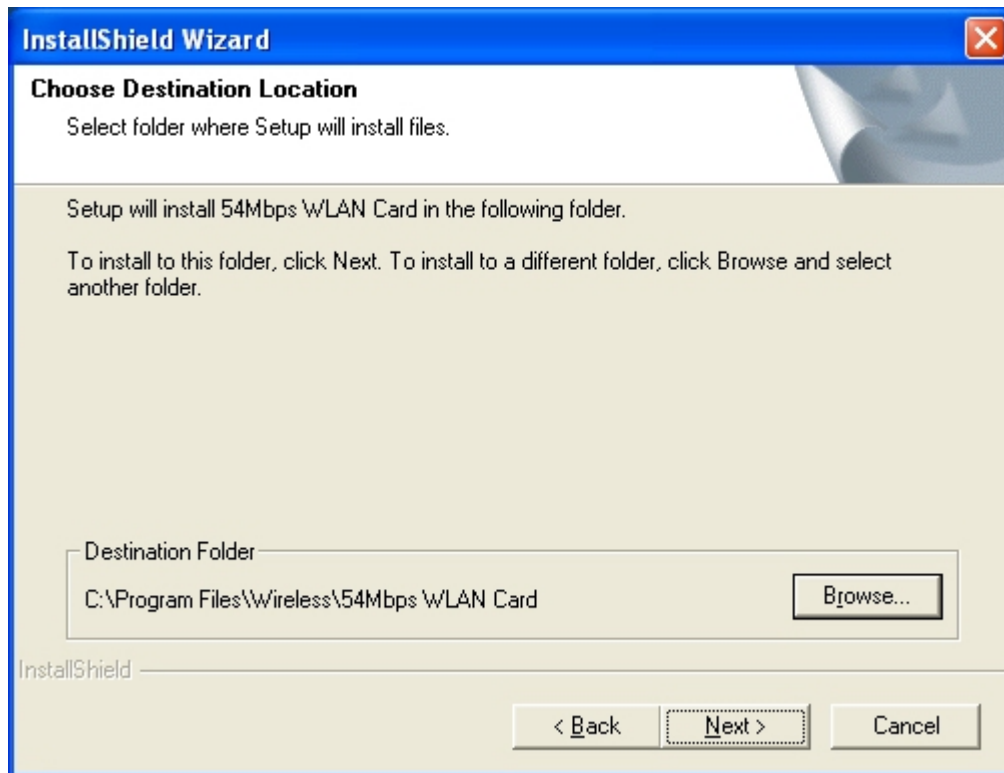 InstallShield Wizard
Choose Destination Location
Select folder where Setup will install files.
Setup will install 54Mbps WLAN Card in the following folder.
To install to this folder, click Next. To install to a different folder, click Browse and select
another folder.
Destination Folder
C:\Program Files\Wireless\54Mbps WLAN Card
Browse...
InstallShield
< Back
Next >
Cancel